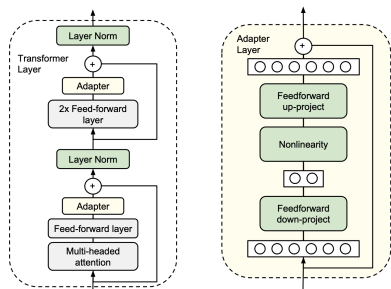 Layer Norm
Transformer
Layer
+
Adapter
2x Feed-forward
layer
Layer Norm
+
Adapter
Feed-forward layer
Multi-headed
attention
Adapter
Layer
+
Feedforward
up-project
Nonlinearity
Feedforward
down-project